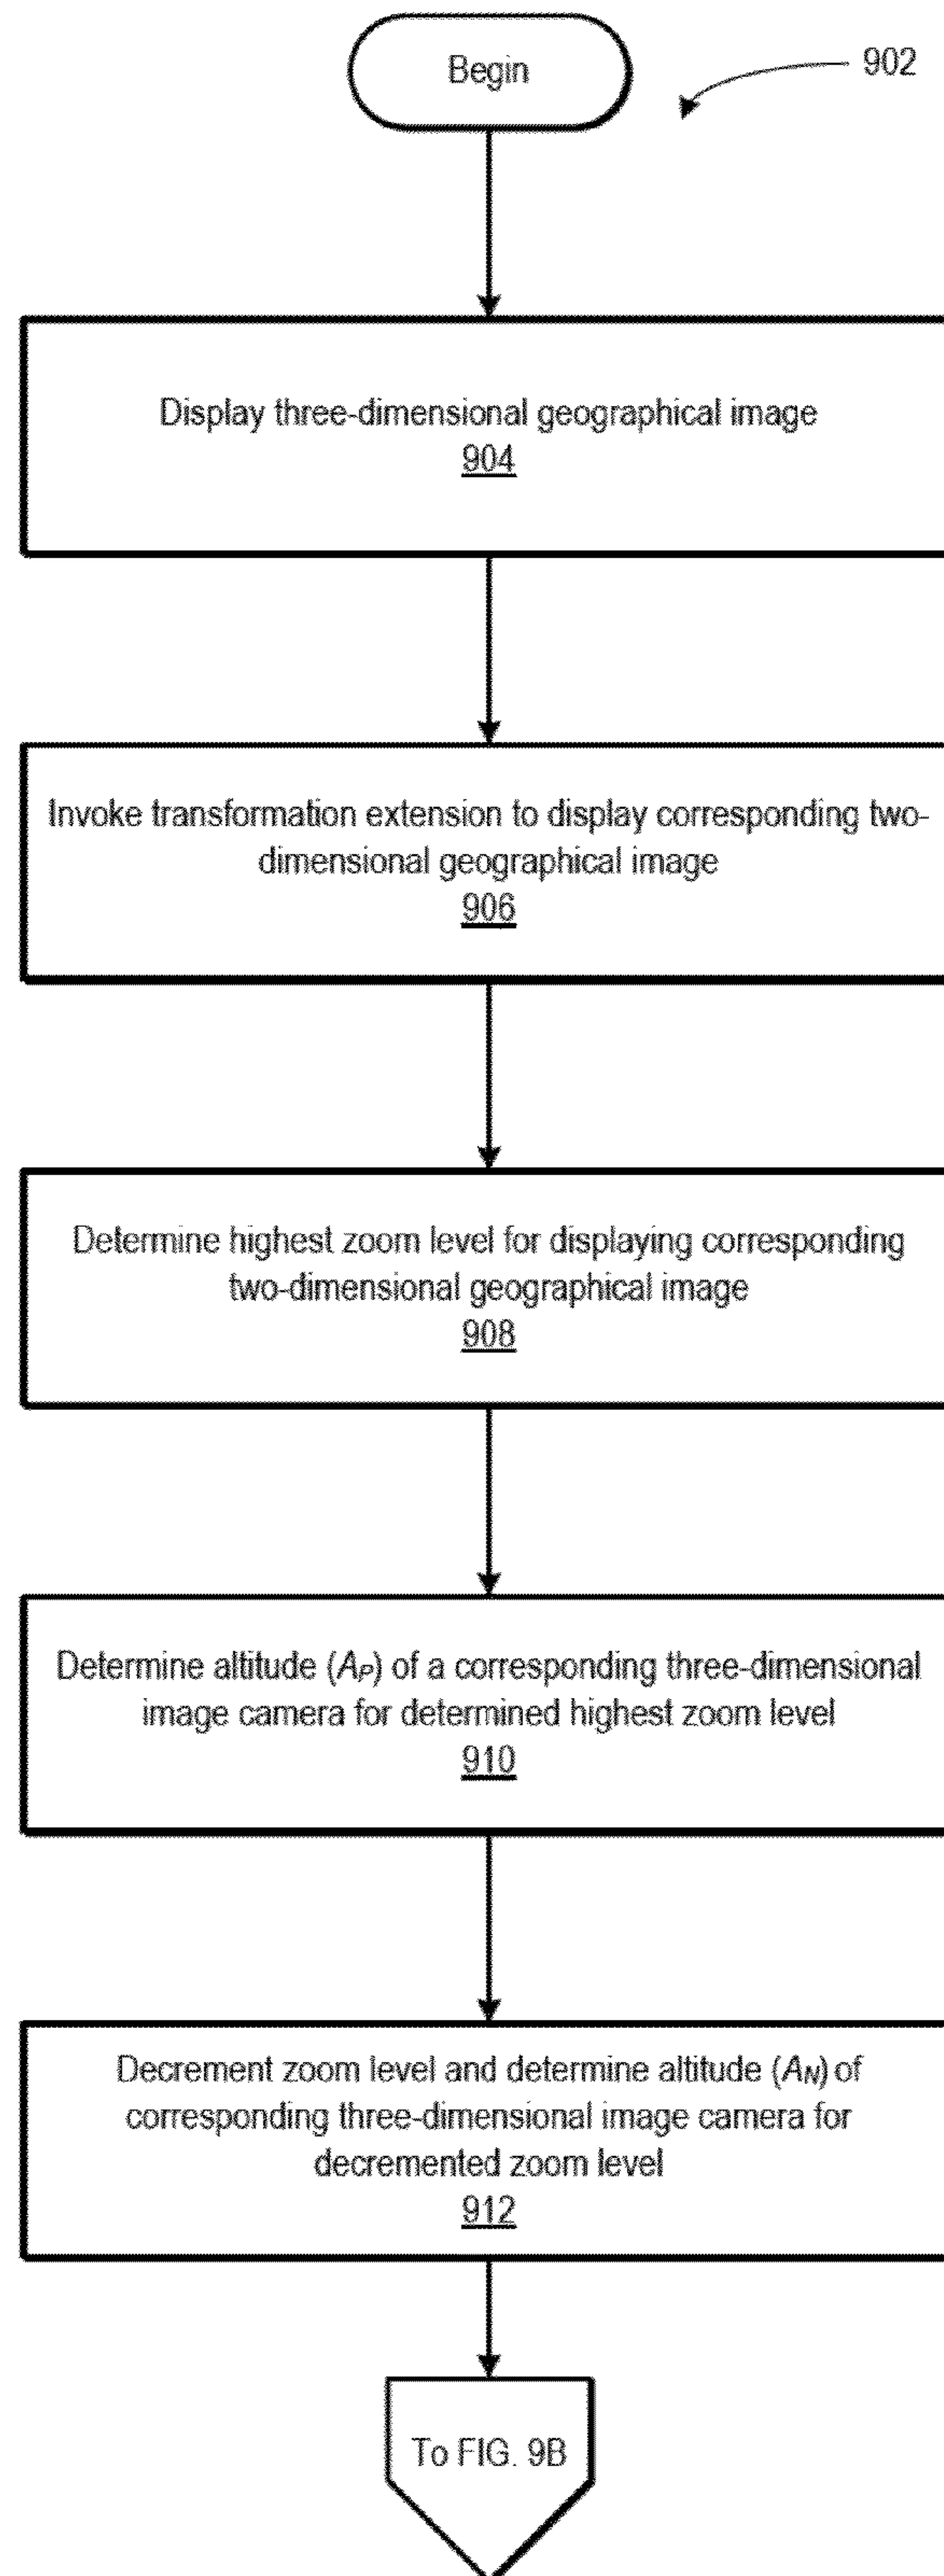 Begin
902
Display three-dimensional geographical image
904
Invoke transformation extension to display corresponding two-
dimensional geographical image
906
Determine highest zoom level for displaying corresponding
two-dimensional geographical image
908
Determine altitude (AP) of a corresponding three-dimensional
image camera for determined highest zoom level
910
Decrement zoom level and determine altitude (AN) of
corresponding three-dimensional image camera for
decremented zoom level
912
To FIG. 9B